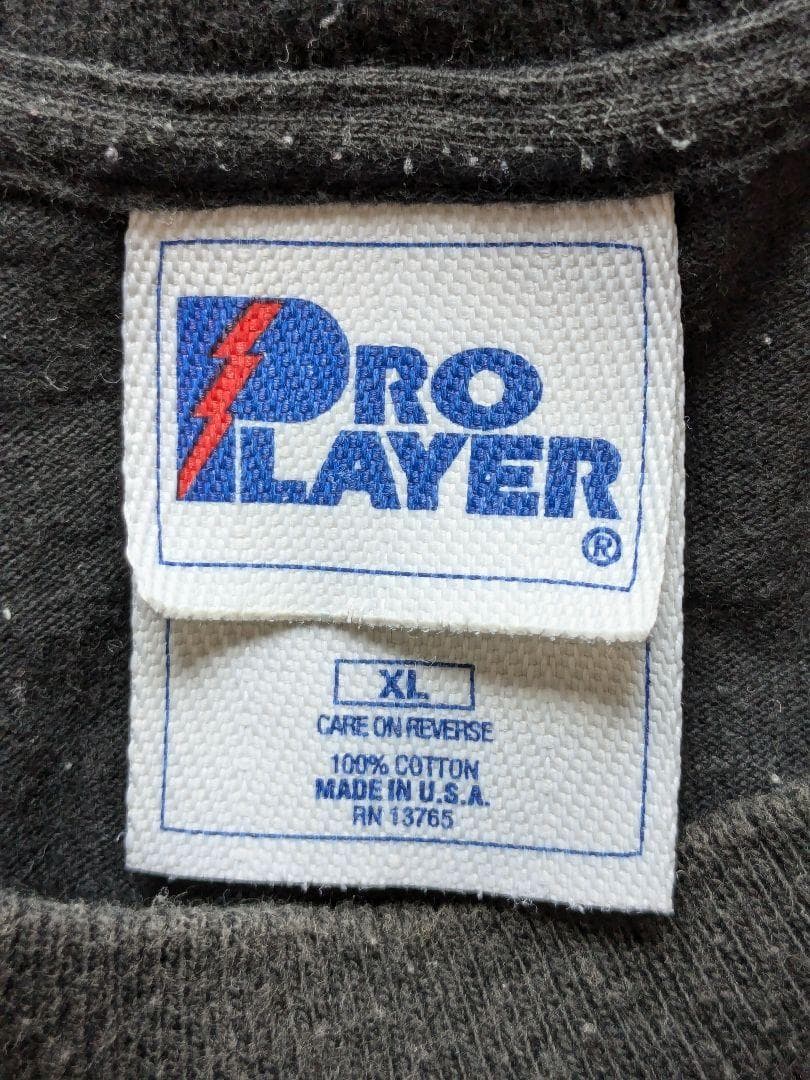 PRO
PLAYER
®
XL
CARE ON REVERSE
100% COTTON
MADE IN U.S.A.
RN 13765